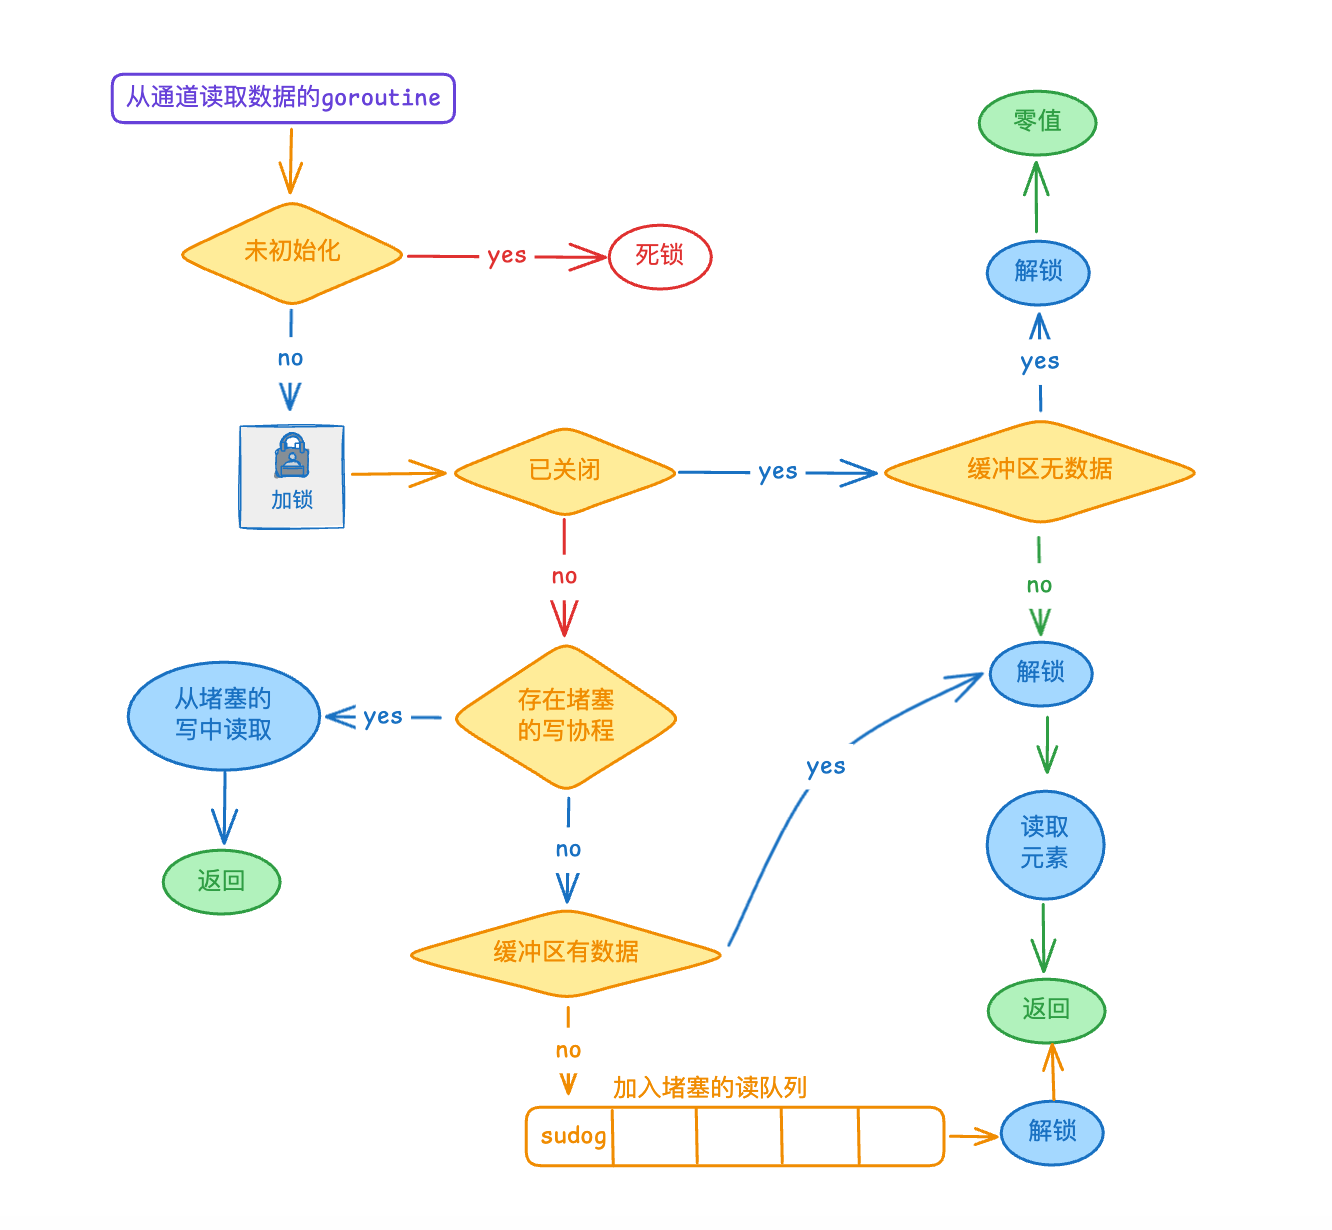 从通道读取数据的goroutine
零值
未初始化
yes
死锁
解锁
no
yes
加锁
已关闭
yes
缓冲区无数据
no
no
从堵塞的
写中读取
yes
存在堵塞
的写协程
解锁
yes
no
读取
元素
返回
缓冲区有数据
返回
no
加入堵塞的读队列
sudog
解锁